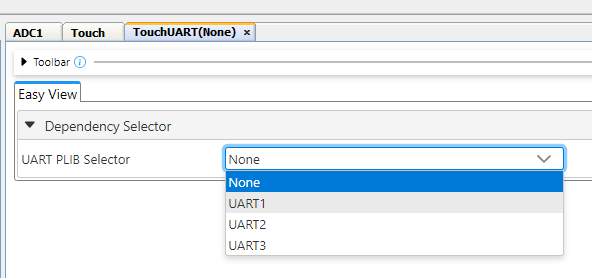 ADC1 Touch TouchUART(None) ×
Toolbar
Easy View
Dependency Selector
UART PLIB Selector None
None
UART1
UART2
UART3